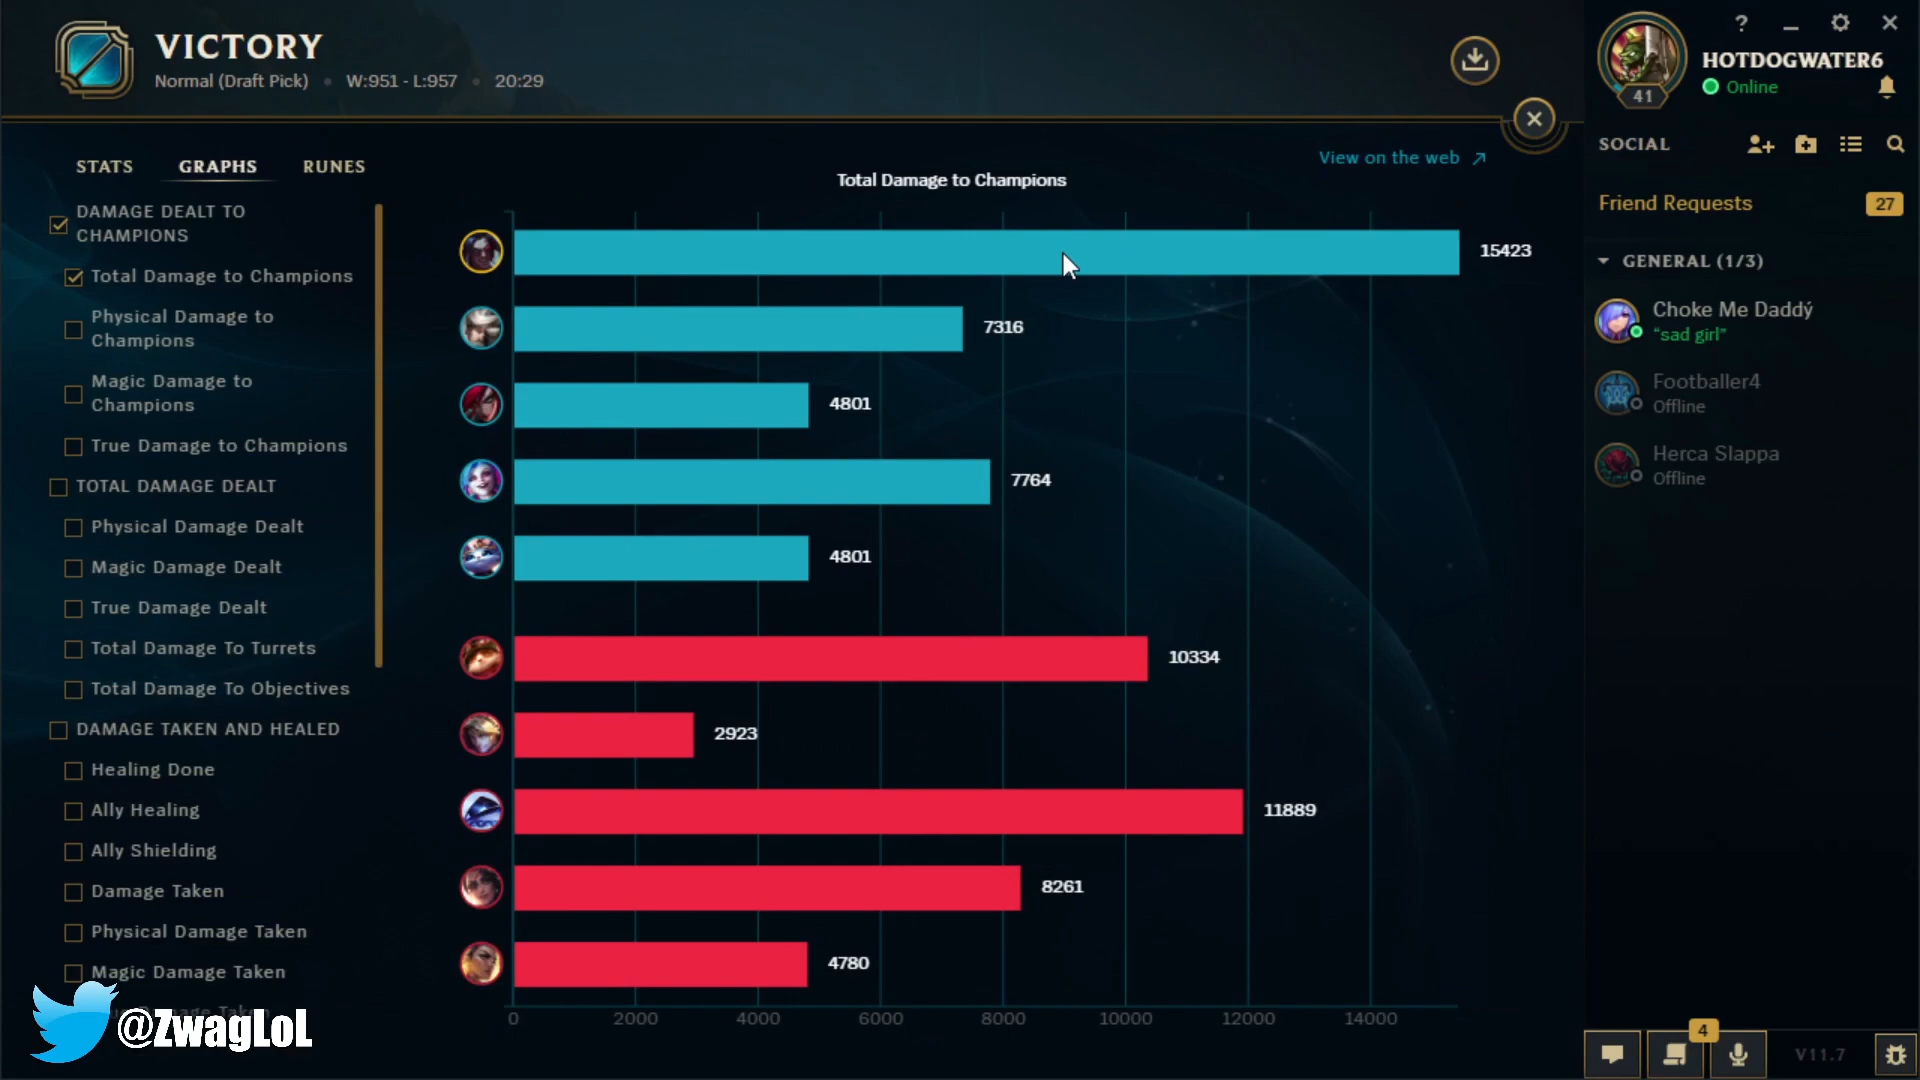 VICTORY
Normal (Draft Pick) • W:951 - L:957 • 20:29
STATS GRAPHS RUNES
DAMAGE DEALT TO
CHAMPIONS
Total Damage to Champions
Physical Damage to
Champions
Magic Damage to
Champions
True Damage to Champions
TOTAL DAMAGE DEALT
Physical Damage Dealt
Magic Damage Dealt
True Damage Dealt
Total Damage To Turrets
Total Damage To Objectives
DAMAGE TAKEN AND HEALED
Healing Done
Ally Healing
Ally Shielding
Damage Taken
Physical Damage Taken
Magic Damage Taken
@ZwagLoL
View on the web
Total Damage to Champions
15423
7316
4801
7764
4801
10334
2923
11889
8261
4780
0 2000 4000 6000 8000 10000 12000 14000
?
HOTDOGWATER6
41
Online
SOCIAL
Friend Requests 27
GENERAL (1/3)
Choke Me Daddý
"sad girl"
Footballer4
Offline
Herca Slappa
Offline
4
V11.7